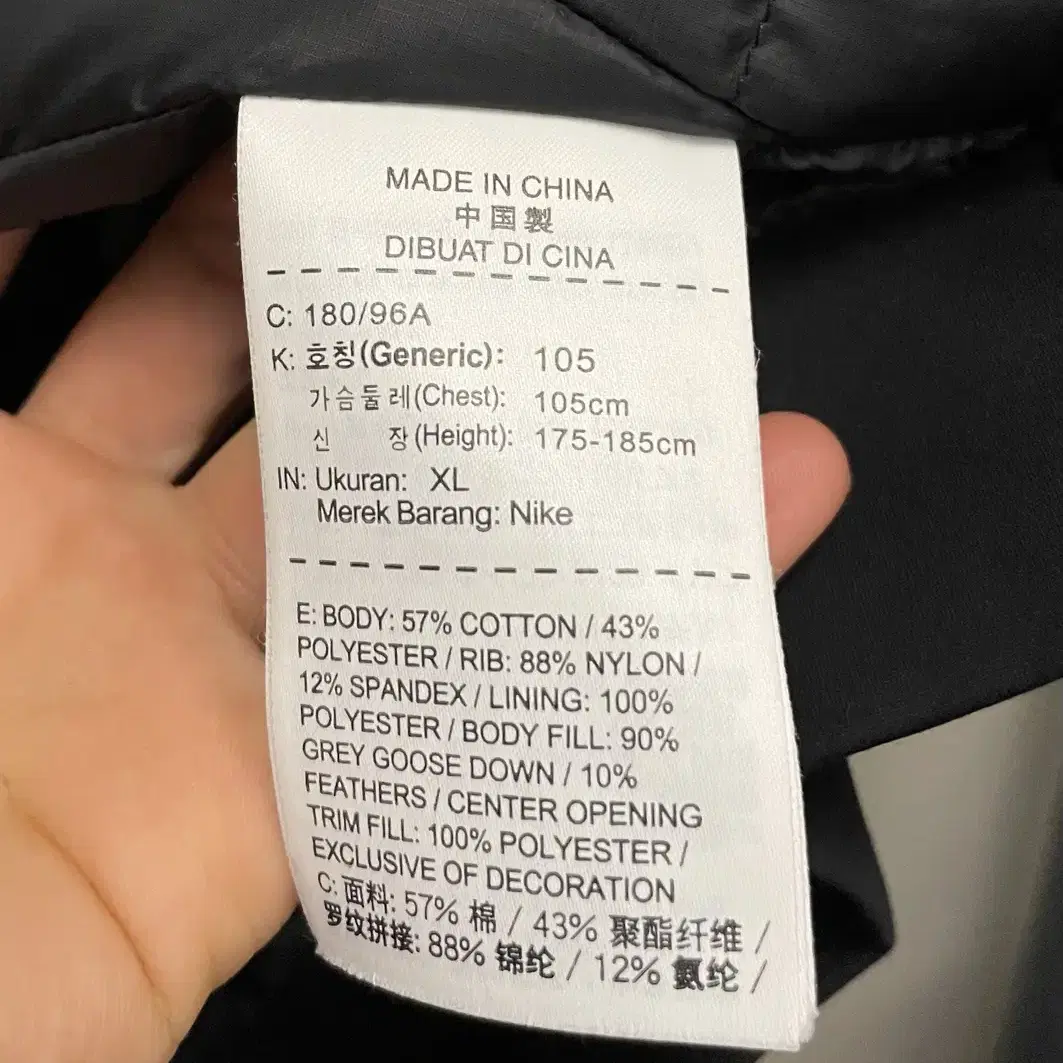 MADE IN CHINA
中国製
DIBUAT DI CINA
C: 180/96A
K: 호칭(Generic): 105
가슴둘레(Chest): 105cm
신 장(Height): 175-185cm
IN: Ukuran: XL
Merek Barang: Nike
E: BODY: 57% COTTON / 43%
POLYESTER / RIB: 88% NYLON /
12% SPANDEX / LINING: 100%
POLYESTER / BODY FILL: 90%
GREY GOOSE DOWN / 10%
FEATHERS / CENTER OPENING
TRIM FILL: 100% POLYESTER /
EXCLUSIVE OF DECORATION
C: 面料: 57% 棉 / 43% 聚酯纤维 /
罗纹拼接: 88% 锦纶 / 12% 氨纶 /